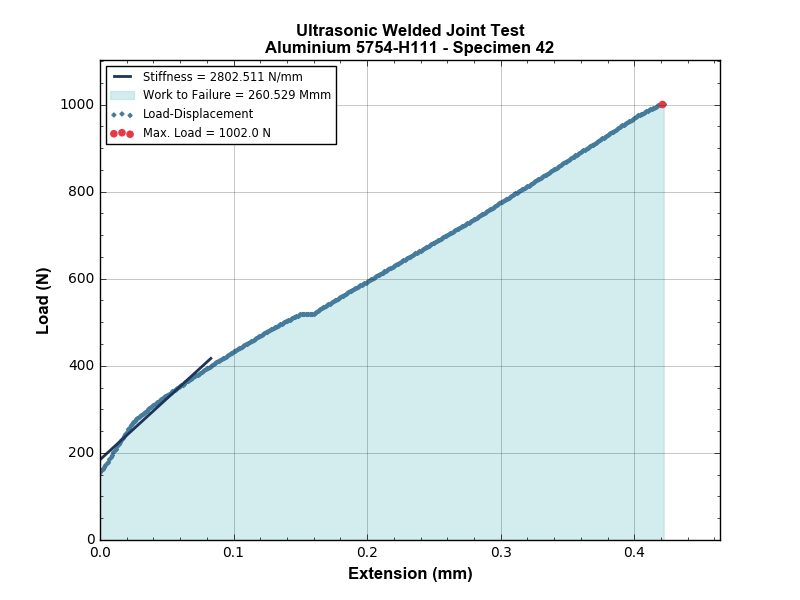 Ultrasonic Welded Joint Test
Aluminium 5754-H111 - Specimen 42
Stiffness = 2802.511 N/mm
Work to Failure = 260.529 Mmm
Load-Displacement
Max. Load = 1002.0 N
1000
800
600
400
200
0
Load (N)
0.0 0.1 0.2 0.3 0.4
Extension (mm)